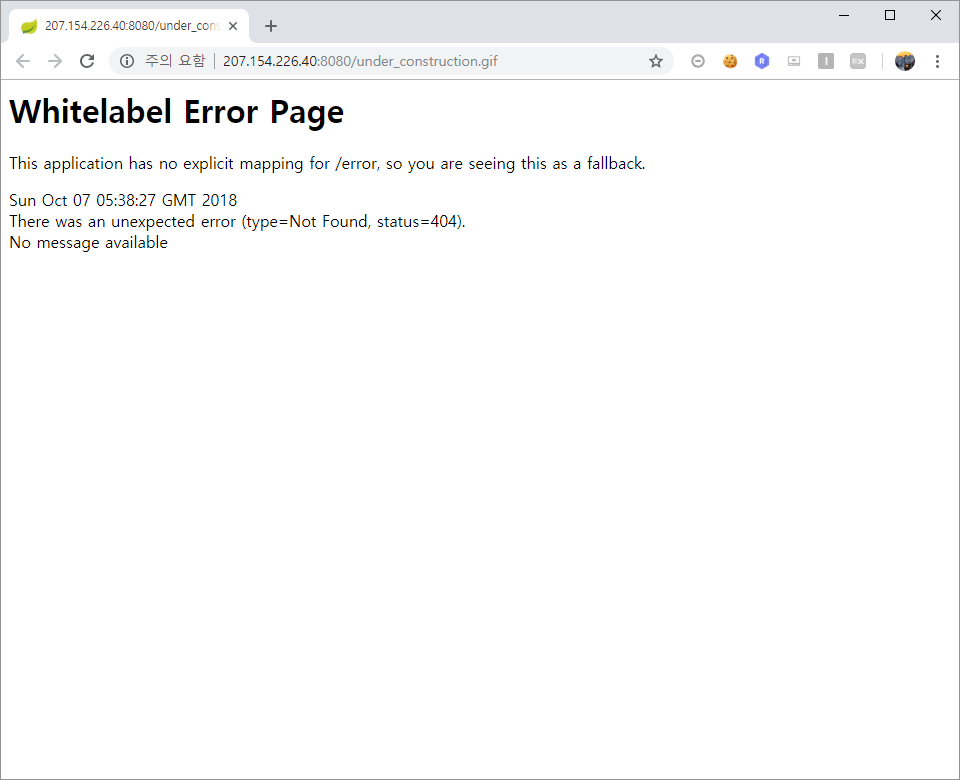 207.154.226.40:8080/under_cons
주의 요함
207.154.226.40:8080/under_construction.gif
R
Whitelabel Error Page
This application has no explicit mapping for /error, so you are seeing this as a fallback.
Sun Oct 07 05:38:27 GMT 2018
There was an unexpected error (type=Not Found, status=404).
No message available